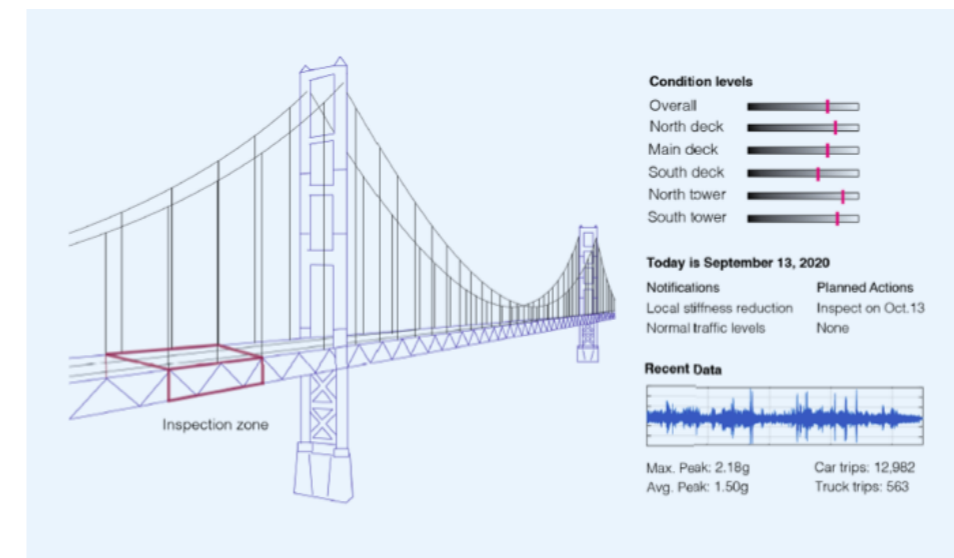 Condition levels
Overall
North deck
Main deck
South deck
North tower
South tower
Today is September 13, 2020
Notifications Planned Actions
Local stiffness reduction Inspect on Oct.13
Normal traffic levels None
Recent Data
Max. Peak: 2.18g Car trips: 12,982
Avg. Peak: 1.50g Truck trips: 563
Inspection zone